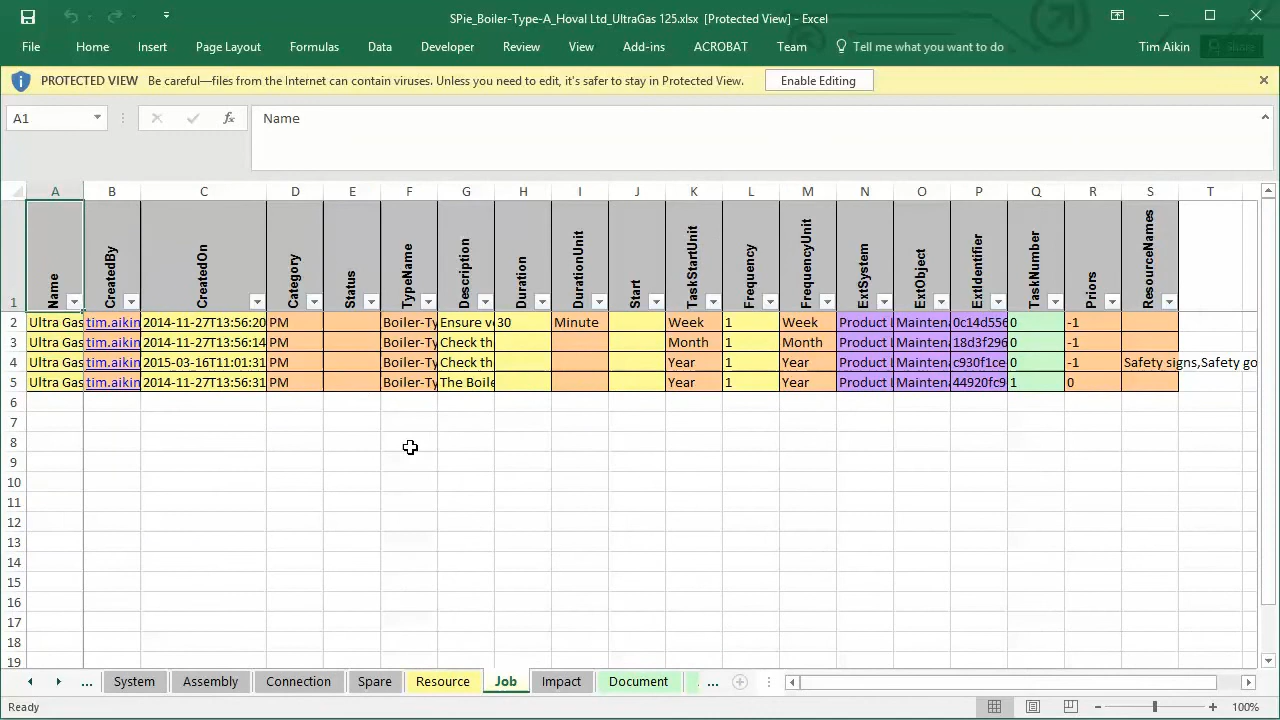 SPie_Boiler-Type-A_Hoval Ltd_UltraGas 125.xlsx [Protected View] - Excel
File Home Insert Page Layout Formulas Data Developer Review View Add-ins ACROBAT Team Tell me what you want to do Tim Aikin Share
PROTECTED VIEW Be careful—files from the Internet can contain viruses. Unless you need to edit, it's safer to stay in Protected View. Enable Editing
A1 fx Name
A B C D E F G H I J K L M N O P Q R S T
1 Name CreatedBy CreatedOn Category Status TypeName Description Duration DurationUnit Start TaskStartUnit Frequency FrequencyUnit ExtSystem ExtObject ExtIdentifier TaskNumber Priors ResourceNames
2 Ultra Gas tim.aikin 2014-11-27T13:56:20 PM Boiler-Ty Ensure ve 30 Minute Week 1 Week Product L Maintena 0c14d556 0 -1
3 Ultra Gas tim.aikin 2014-11-27T13:56:14 PM Boiler-Ty Check th Month 1 Month Product L Maintena 18d3f296 0 -1
4 Ultra Gas tim.aikin 2015-03-16T11:01:31 PM Boiler-Ty Check th Year 1 Year Product L Maintena c930f1ce 0 -1 Safety signs,Safety go
5 Ultra Gas tim.aikin 2014-11-27T13:56:31 PM Boiler-Ty The Boile Year 1 Year Product L Maintena 44920fc9 1 0
6
7
8
9
10
11
12
13
14
15
16
17
18
19
... System Assembly Connection Spare Resource Job Impact Document ...
Ready 100%